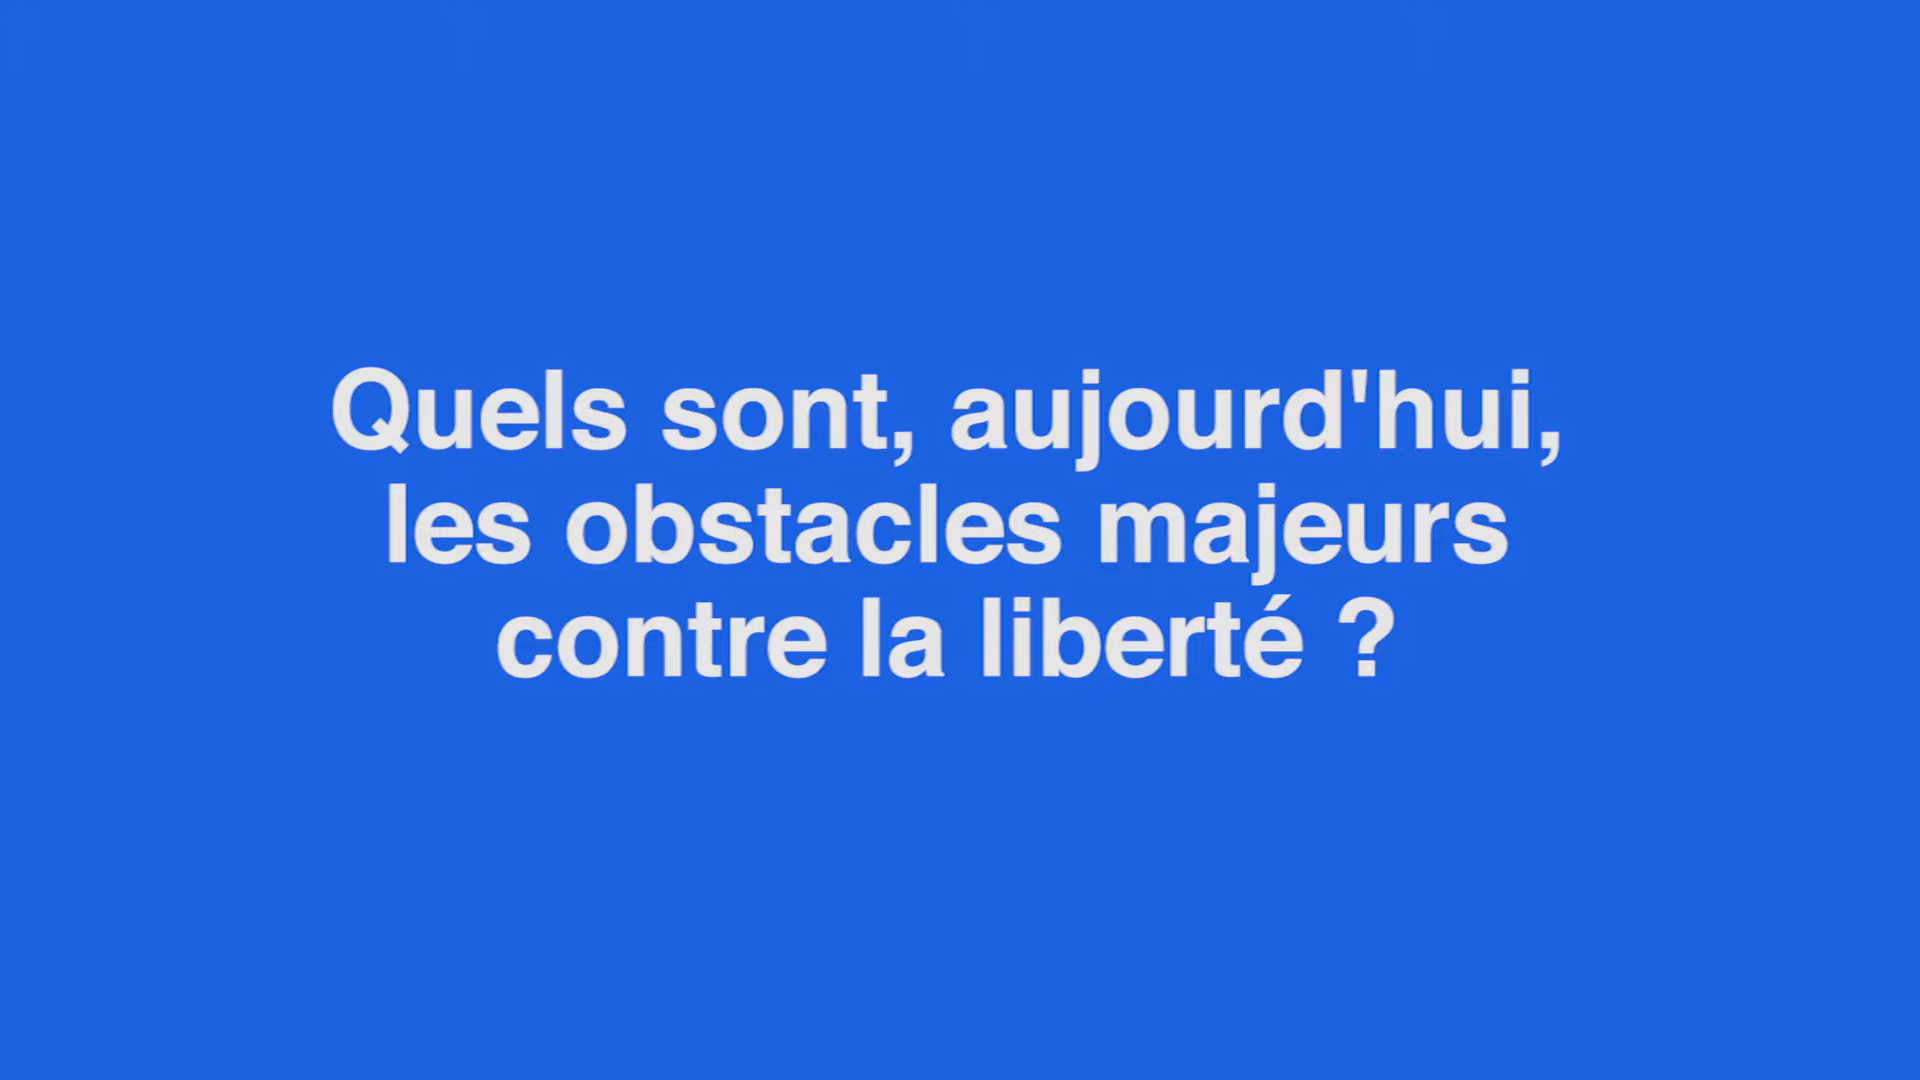 Quels sont, aujourd'hui,
les obstacles majeurs
contre la liberté ?